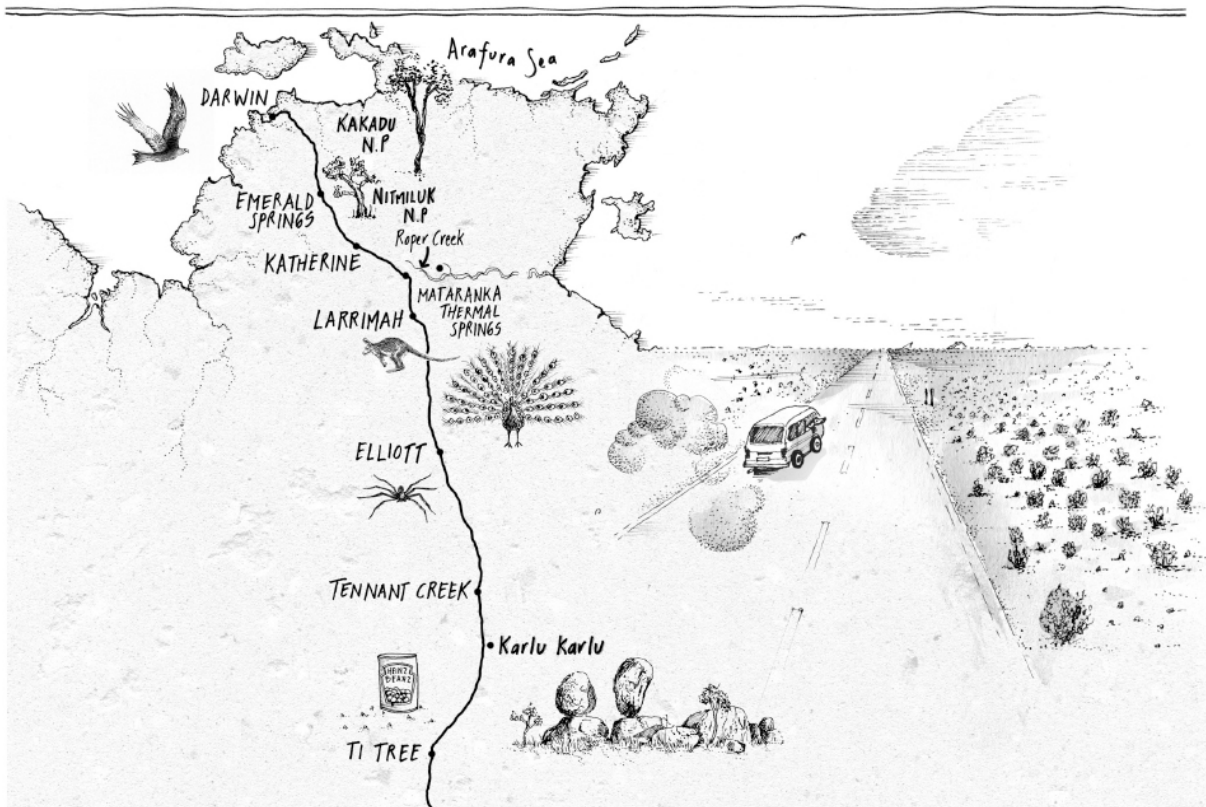 Arafura Sea
DARWIN
KAKADU
N.P
EMERALD
SPRINGS
NITMILUK
N.P
Roper Creek
KATHERINE
MATARANKA
THERMAL
SPRINGS
LARRIMAH
ELLIOTT
TENNANT CREEK
Karlu Karlu
HEINZ
BEANZ
TI TREE